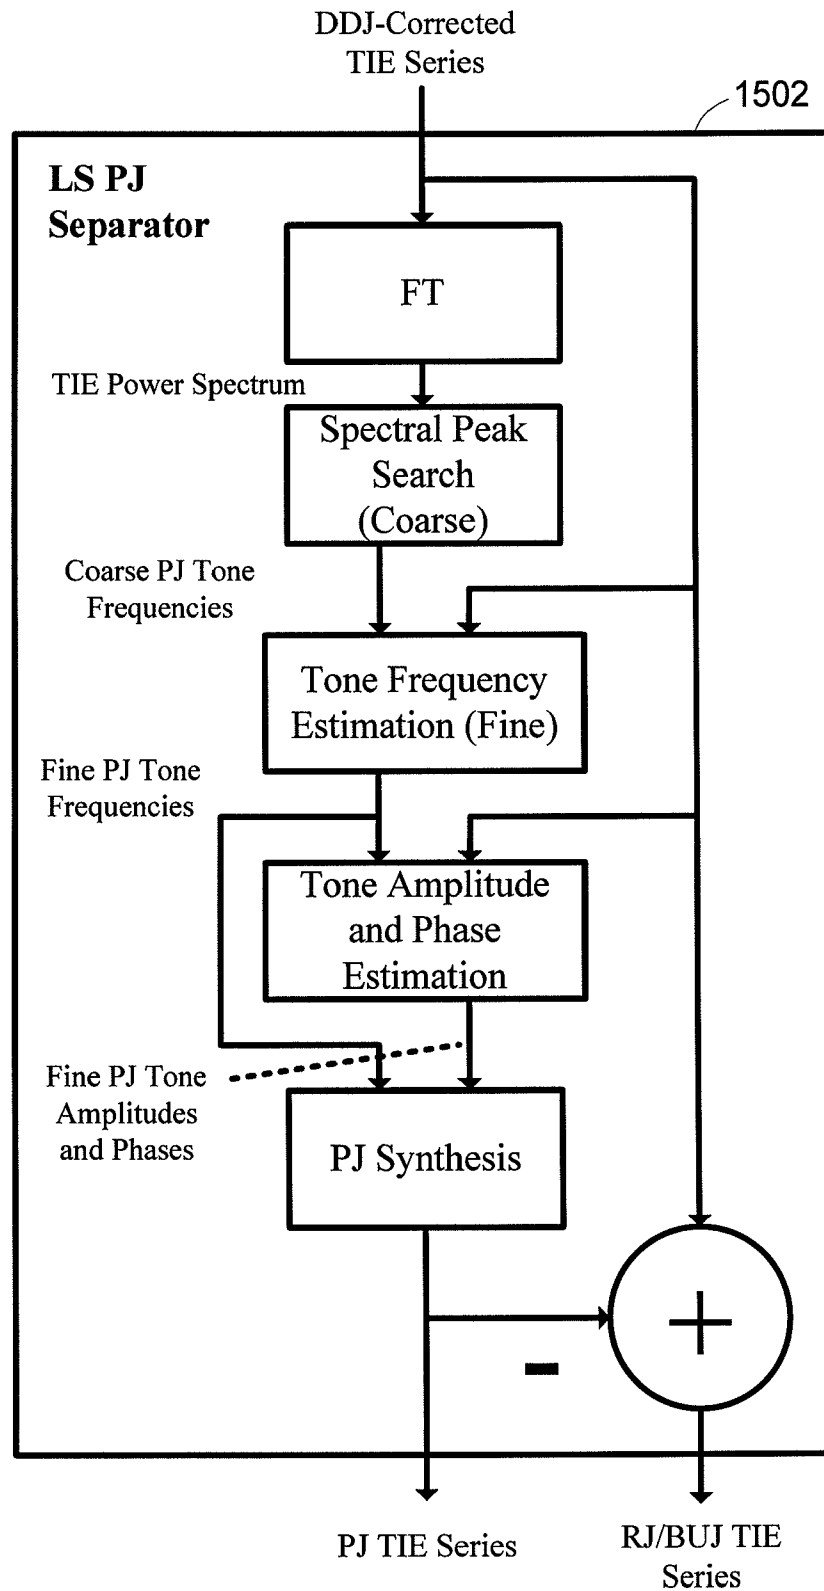 DDJ-Corrected
TIE Series
1502
LS PJ
Separator
FT
TIE Power Spectrum
Spectral Peak
Search
(Coarse)
Coarse PJ Tone
Frequencies
Tone Frequency
Estimation (Fine)
Fine PJ Tone
Frequencies
Tone Amplitude
and Phase
Estimation
Fine PJ Tone
Amplitudes
and Phases
PJ Synthesis
+
-
PJ TIE Series
RJ/BUJ TIE
Series